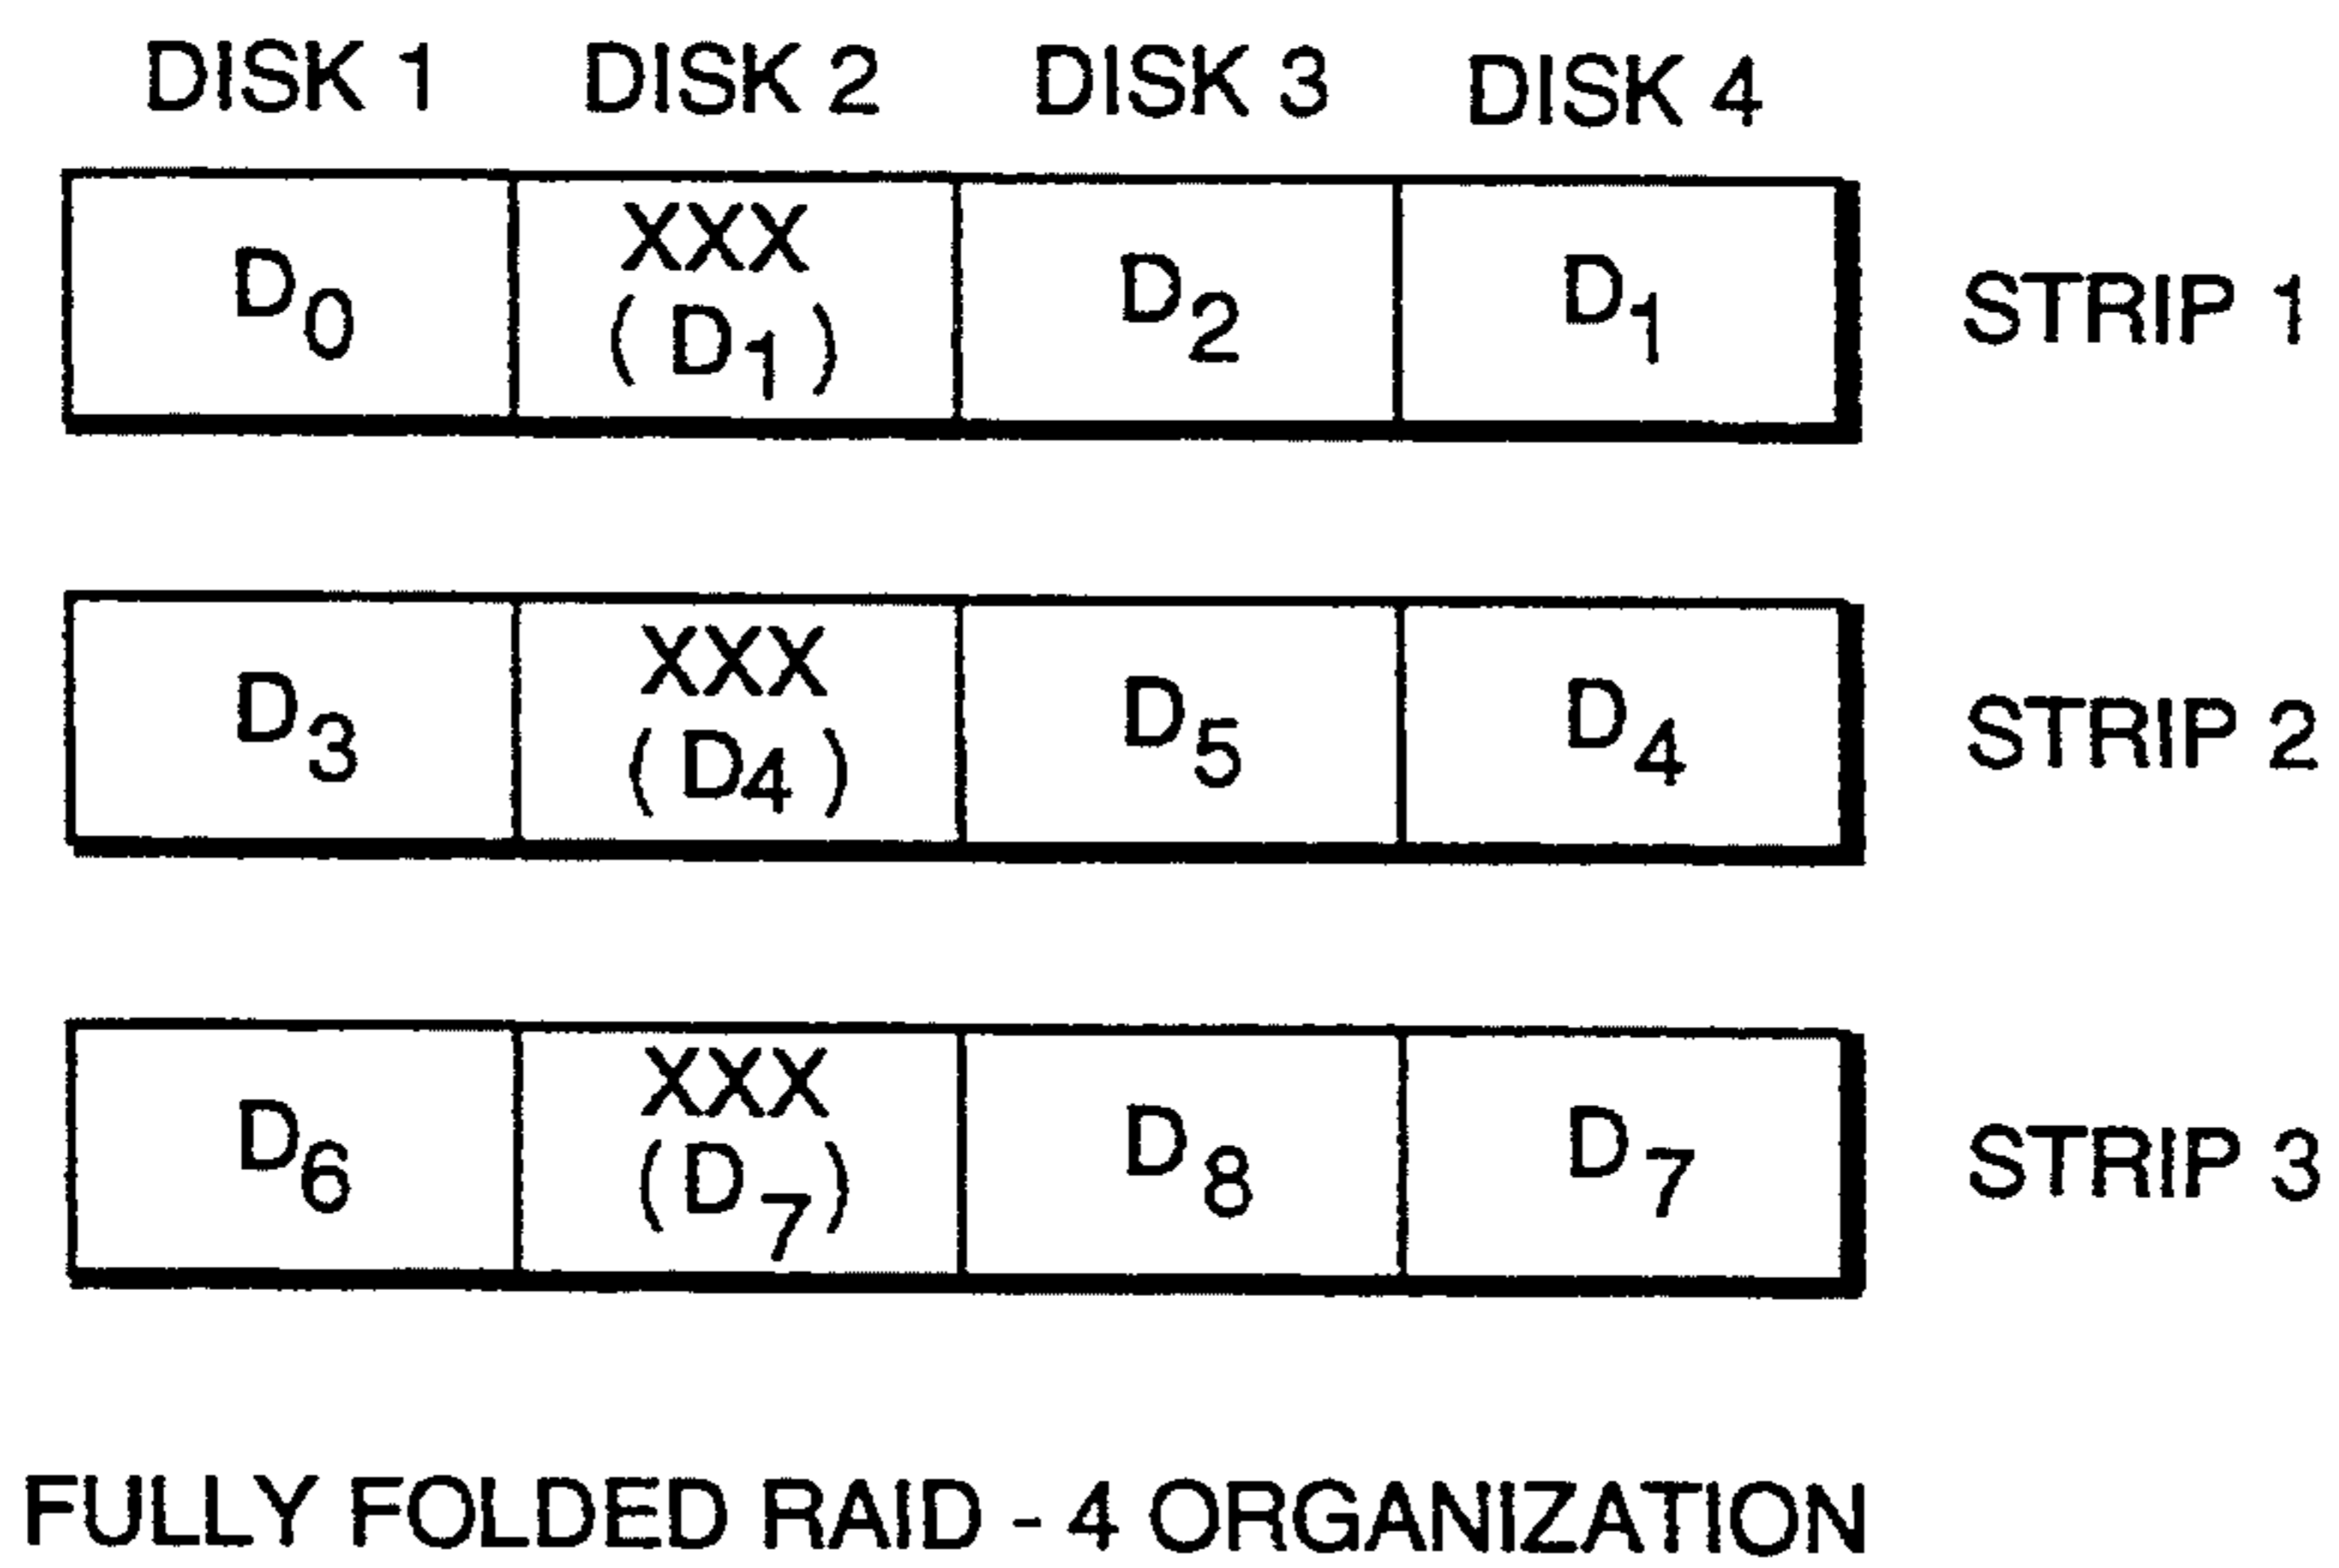 DISK 1 DISK 2 DISK 3 DISK 4
D0 XXX (D1) D2 D1 STRIP 1
D3 XXX (D4) D5 D4 STRIP 2
D6 XXX (D7) D8 D7 STRIP 3
FULLY FOLDED RAID - 4 ORGANIZATION